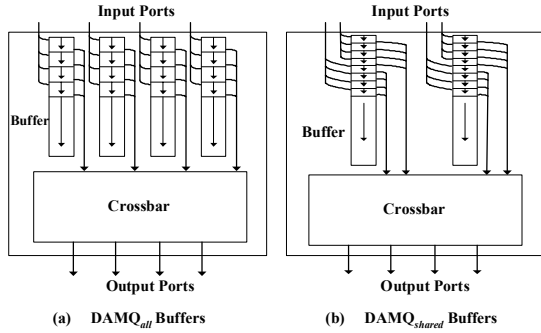 Input Ports
Input Ports
Buffer
Buffer
Crossbar
Crossbar
Output Ports
Output Ports
(a) DAMQall Buffers
(b) DAMQshared Buffers